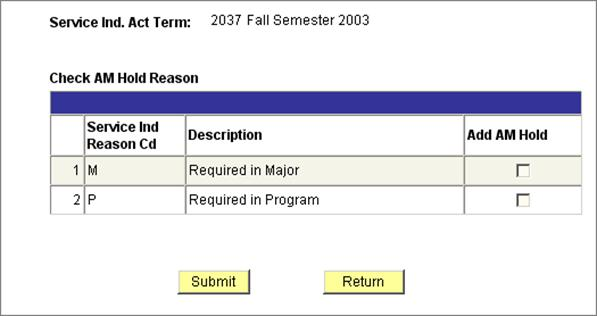 Service Ind. Act Term: 2037 Fall Semester 2003
Check AM Hold Reason
Service Ind
Reason Cd Description Add AM Hold
1 M Required in Major
2 P Required in Program
Submit Return